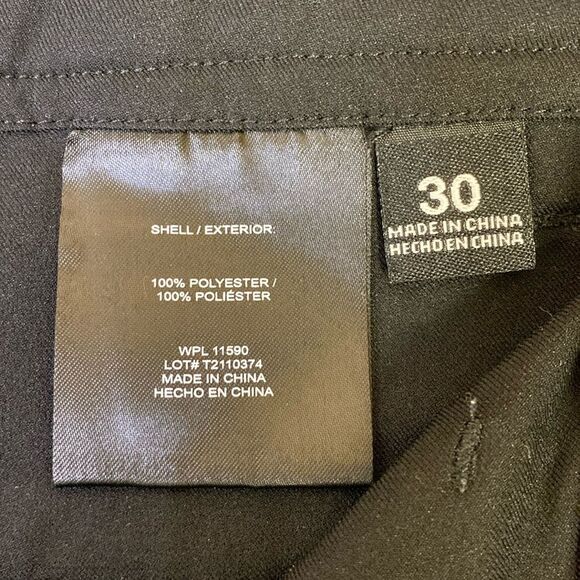 SHELL / EXTERIOR:
100% POLYESTER /
100% POLIÉSTER
WPL 11590
LOT# T2110374
MADE IN CHINA
HECHO EN CHINA
30
MADE IN CHINA
HECHO EN CHINA